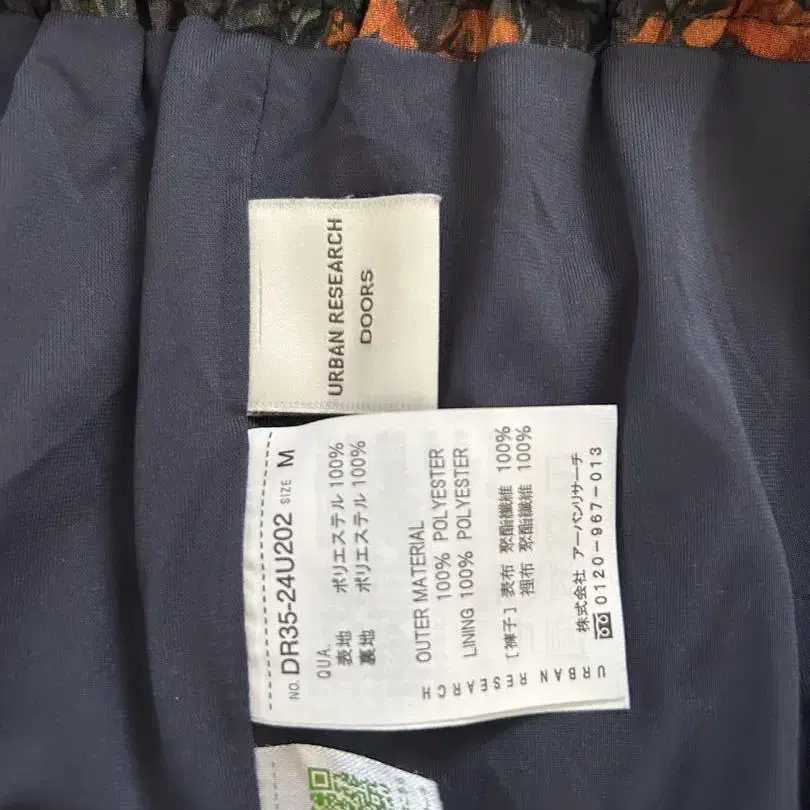 URBAN RESEARCH
DOORS
NO. DR35-24U202 SIZE M
QUA.
表地 ポリエステル 100%
裏地 ポリエステル 100%
OUTER MATERIAL
100% POLYESTER
LINING 100% POLYESTER
[褲子] 表布 聚酯纖維 100%
裡布 聚酯纖維 100%
株式会社 アーバンリサーチ
0120-967-013
URBAN RESEARCH